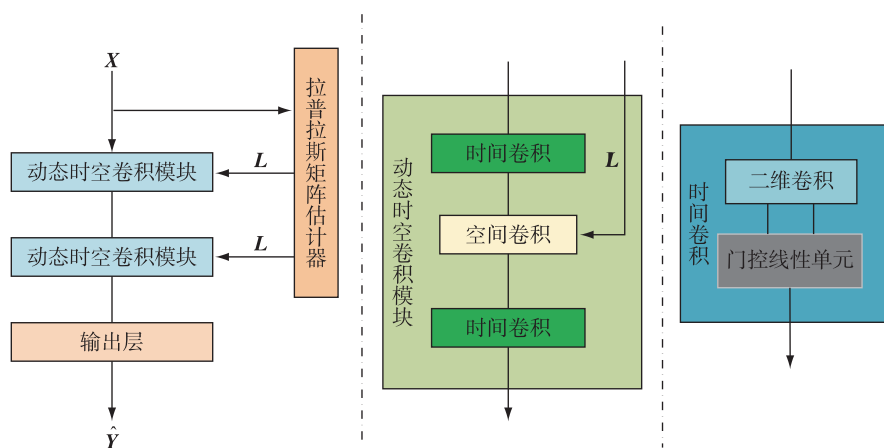 X
拉普拉斯矩阵估计器
动态时空卷积模块
L
动态时空卷积模块
L
输出层
Ŷ
动态时空卷积模块
时间卷积
L
空间卷积
时间卷积
时间卷积
二维卷积
门控线性单元